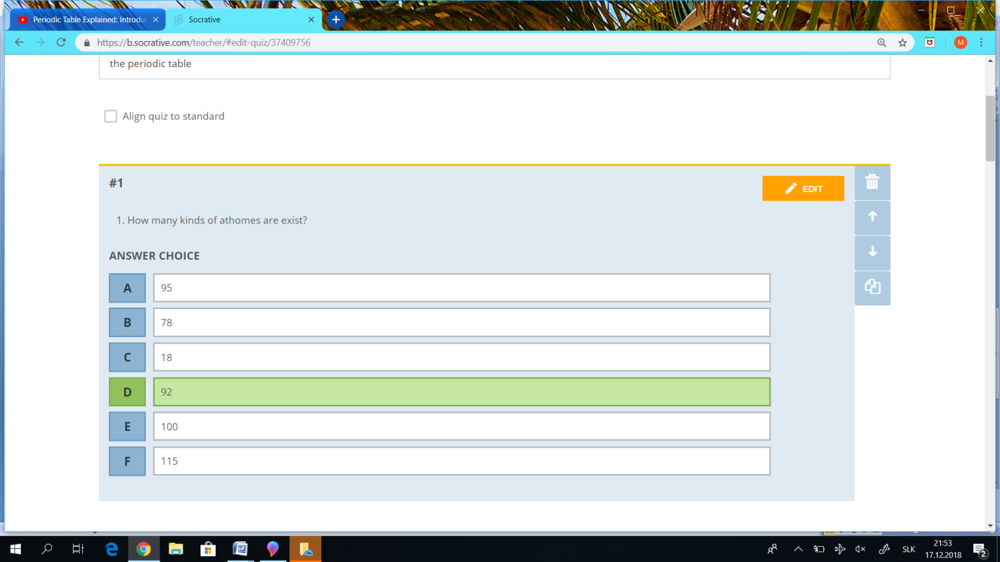 Periodic Table Explained: Introdu
Socrative
https://b.socrative.com/teacher/#edit-quiz/37409756
M
the periodic table
Align quiz to standard
#1
EDIT
1. How many kinds of athomes are exist?
ANSWER CHOICE
A 95
B 78
C 18
D 92
E 100
F 115
SLK
21:53
17.12.2018
2